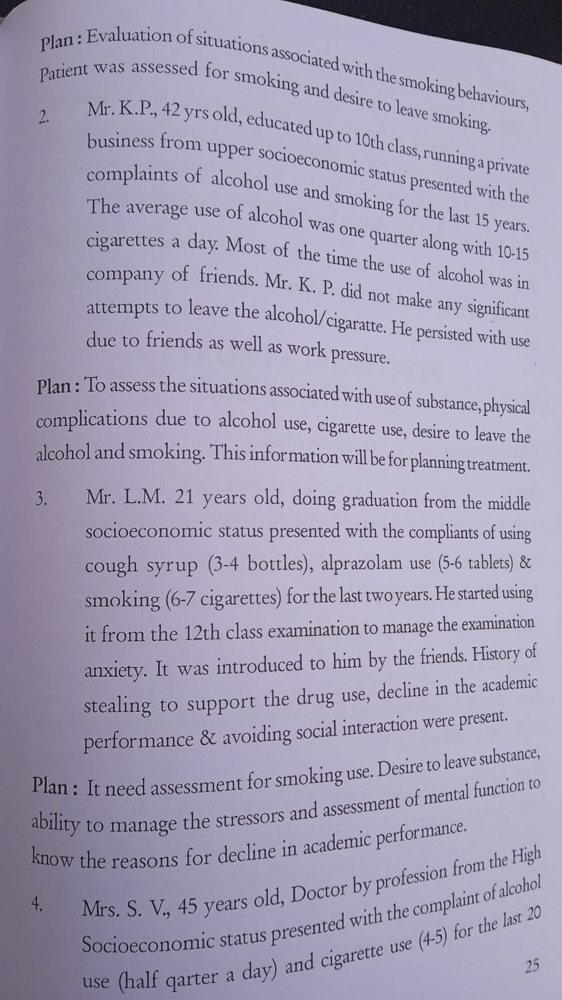 Plan : Evaluation of situations associated with the smoking behaviours,
Patient was assessed for smoking and desire to leave smoking.
2. Mr. K.P., 42 yrs old, educated up to 10th class, running a private
business from upper socioeconomic status presented with the
complaints of alcohol use and smoking for the last 15 years.
The average use of alcohol was one quarter along with 10-15
cigarettes a day. Most of the time the use of alcohol was in
company of friends. Mr. K. P. did not make any significant
attempts to leave the alcohol/cigaratte. He persisted with use
due to friends as well as work pressure.
Plan : To assess the situations associated with use of substance, physical
complications due to alcohol use, cigarette use, desire to leave the
alcohol and smoking. This information will be for planning treatment.
3. Mr. L.M. 21 years old, doing graduation from the middle
socioeconomic status presented with the compliants of using
cough syrup (3-4 bottles), alprazolam use (5-6 tablets) &
smoking (6-7 cigarettes) for the last two years. He started using
it from the 12th class examination to manage the examination
anxiety. It was introduced to him by the friends. History of
stealing to support the drug use, decline in the academic
performance & avoiding social interaction were present.
Plan : It need assessment for smoking use. Desire to leave substance,
ability to manage the stressors and assessment of mental function to
know the reasons for decline in academic performance.
4. Mrs. S. V., 45 years old, Doctor by profession from the High
Socioeconomic status presented with the complaint of alcohol
use (half qarter a day) and cigarette use (4-5) for the last 20
25